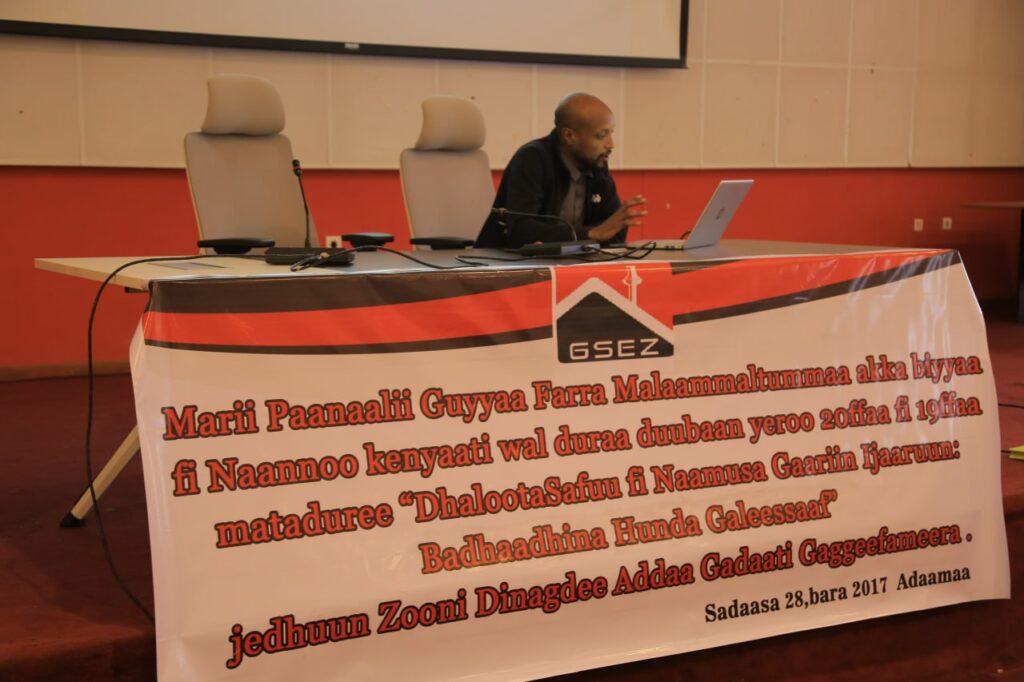 GSEZ
Marii Paanaalii Guyyaa Farra Malaammaltummaa akka biyyaa
fi Naannoo kenyaati wal duraa duubaan yeroo 20ffaa fi 19ffaa
mataduree “DhalootaSafuu fi Naamusa Gaariin Ijaaruun:
Badhaadhina Hunda Galeessaaf”
jedhuun Zooni Dinagdee Addaa Gadaati Gaggeefameera .
Sadaasa 28,bara 2017 Adaamaa